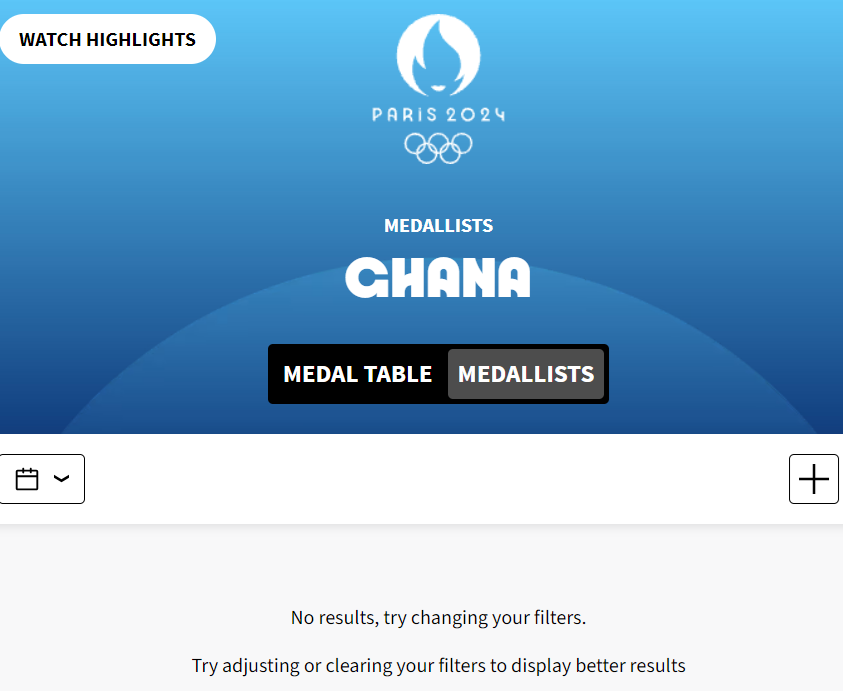 WATCH HIGHLIGHTS
PARIS 2024
MEDALLISTS
GHANA
MEDAL TABLE MEDALLISTS
No results, try changing your filters.
Try adjusting or clearing your filters to display better results